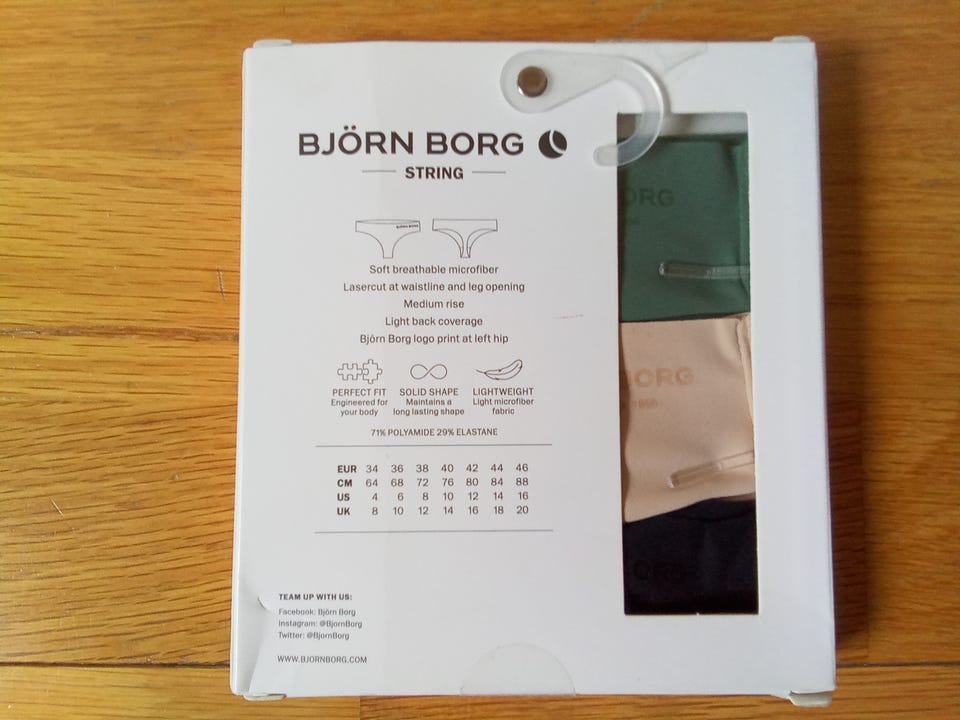 BJÖRN BORG
STRING
BJÖRN BORG
Soft breathable microfiber
Lasercut at waistline and leg opening
Medium rise
Light back coverage
Björn Borg logo print at left hip
PERFECT FIT
Engineered for
your body
SOLID SHAPE
Maintains a
long lasting shape
LIGHTWEIGHT
Light microfiber
fabric
71% POLYAMIDE 29% ELASTANE
EUR 34 36 38 40 42 44 46
CM 64 68 72 76 80 84 88
US 4 6 8 10 12 14 16
UK 8 10 12 14 16 18 20
TEAM UP WITH US:
Facebook: Björn Borg
Instagram: @BjornBorg
Twitter: @BjornBorg
WWW.BJORNBORG.COM
ORG
BORG
ORG